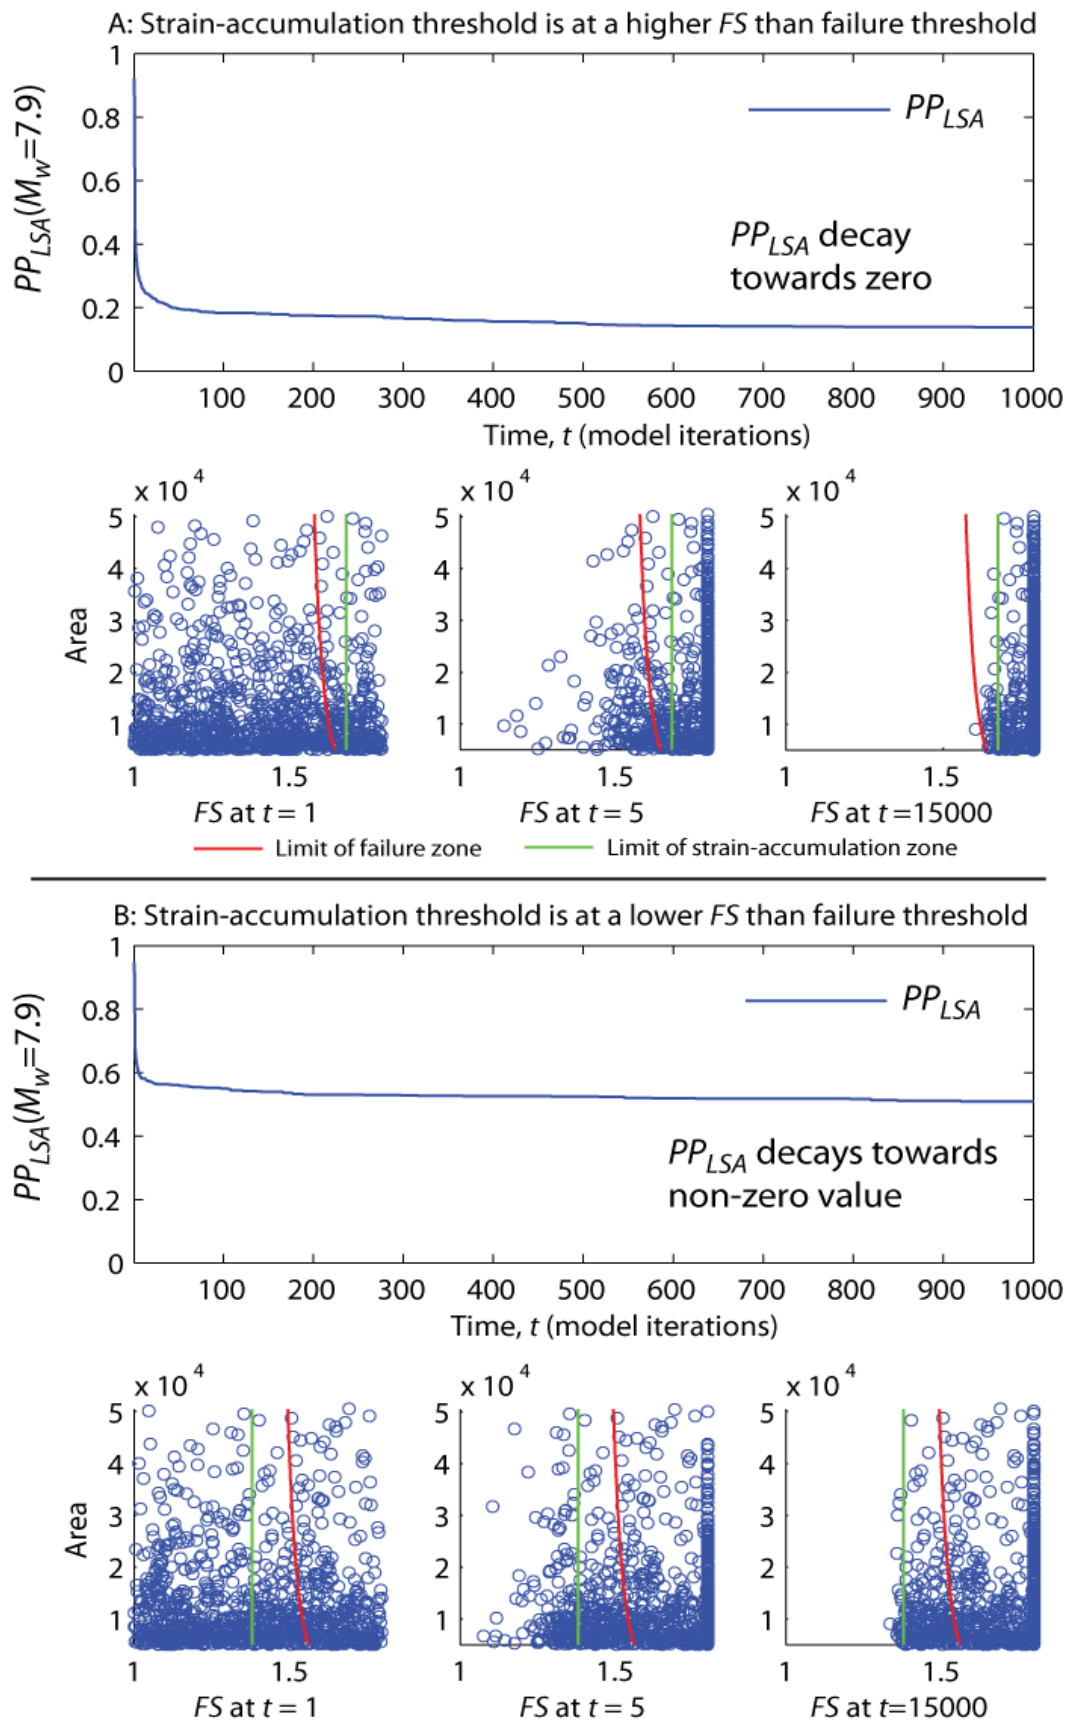 A: Strain-accumulation threshold is at a higher FS than failure threshold
PP_LSA(M_w=7.9)
1
0.8
0.6
0.4
0.2
0
PP_LSA
PP_LSA decay
towards zero
100 200 300 400 500 600 700 800 900 1000
Time, t (model iterations)
x 10^4 x 10^4 x 10^4
Area
5 5 5
4 4 4
3 3 3
2 2 2
1 1 1
1 1.5 1 1.5 1 1.5
FS at t = 1 FS at t = 5 FS at t =15000
Limit of failure zone Limit of strain-accumulation zone
B: Strain-accumulation threshold is at a lower FS than failure threshold
PP_LSA(M_w=7.9)
1
0.8
0.6
0.4
0.2
0
PP_LSA
PP_LSA decays towards
non-zero value
100 200 300 400 500 600 700 800 900 1000
Time, t (model iterations)
x 10^4 x 10^4 x 10^4
Area
5 5 5
4 4 4
3 3 3
2 2 2
1 1 1
1 1.5 1 1.5 1 1.5
FS at t = 1 FS at t = 5 FS at t=15000